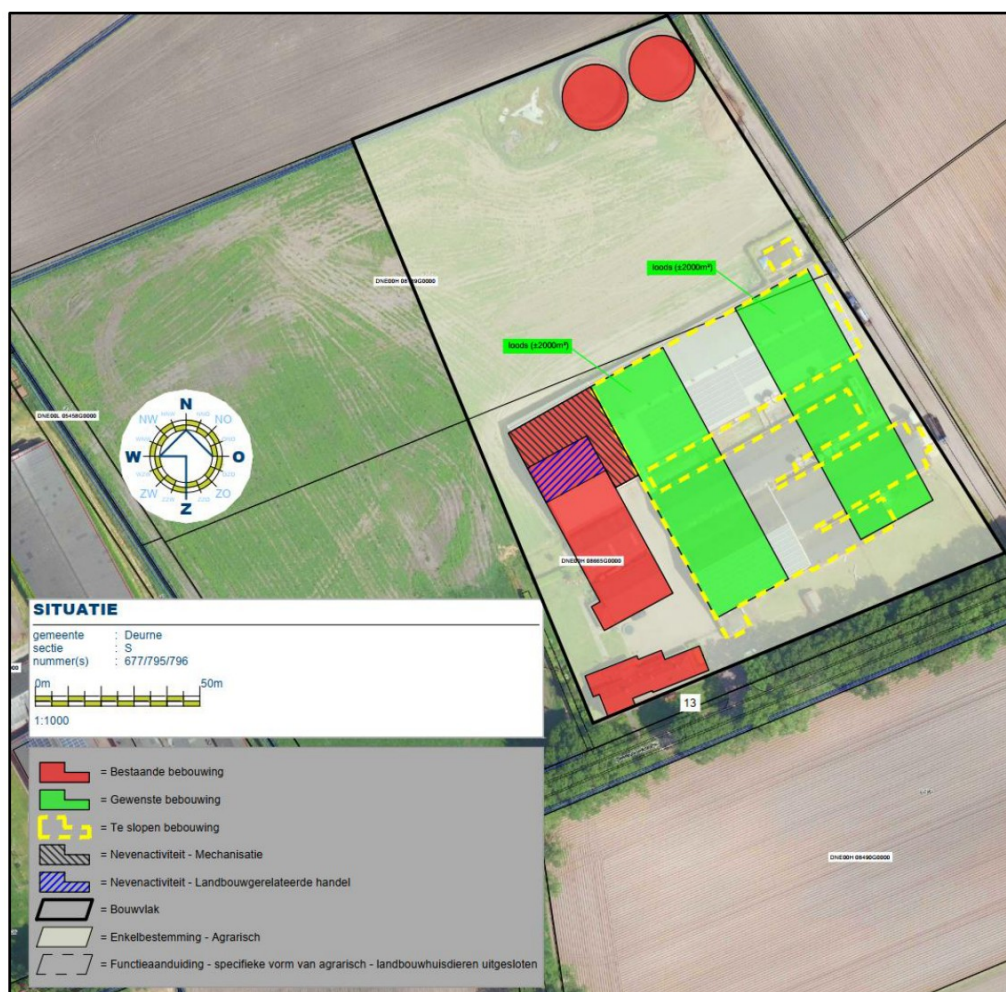 loods (±2000m²)
loods (±2000m²)
N
NW
NO
W
O
ZW
ZO
Z
13
DNE00H 08490G0000
SITUATIE
gemeente : Deurne
sectie : S
nummer(s) : 677/795/796
0m 50m
1:1000
= Bestaande bebouwing
= Gewenste bebouwing
= Te slopen bebouwing
= Nevenactiviteit - Mechanisatie
= Nevenactiviteit - Landbouwgerelateerde handel
= Bouwvlak
= Enkelbestemming - Agrarisch
= Functieaanduiding - specifieke vorm van agrarisch - landbouwhuisdieren uitgesloten